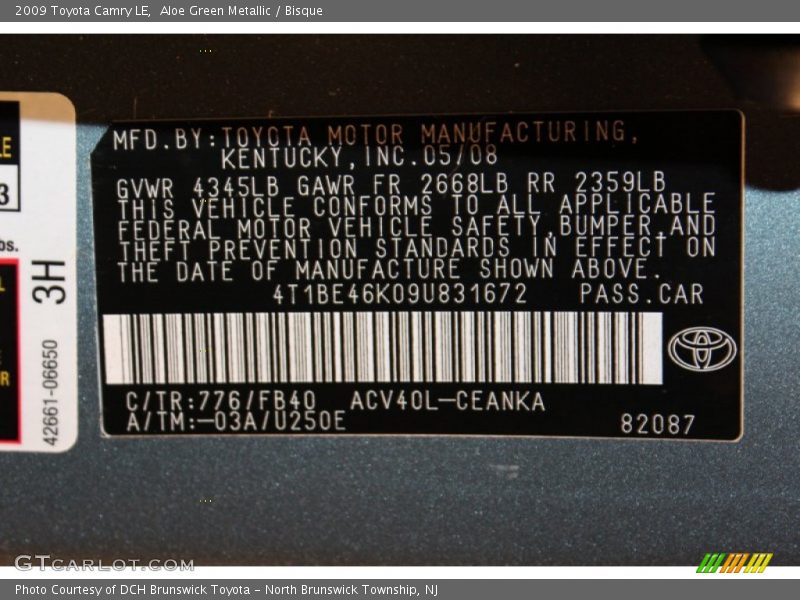 2009 Toyota Camry LE,  Aloe Green Metallic / Bisque
LE
3
bs.
3H
42661-06650
R
MFD.BY:TOYOTA MOTOR MANUFACTURING,
KENTUCKY,INC.05/08
GVWR 4345LB GAWR FR 2668LB RR 2359LB
THIS VEHICLE CONFORMS TO ALL APPLICABLE
FEDERAL MOTOR VEHICLE SAFETY,BUMPER,AND
THEFT PREVENTION STANDARDS IN EFFECT ON
THE DATE OF MANUFACTURE SHOWN ABOVE.
4T1BE46K09U831672 PASS.CAR
C/TR:776/FB40 ACV40L-CEANKA
A/TM:-03A/U250E
82087
GTcarlot.com
Photo Courtesy of DCH Brunswick Toyota - North Brunswick Township, NJ